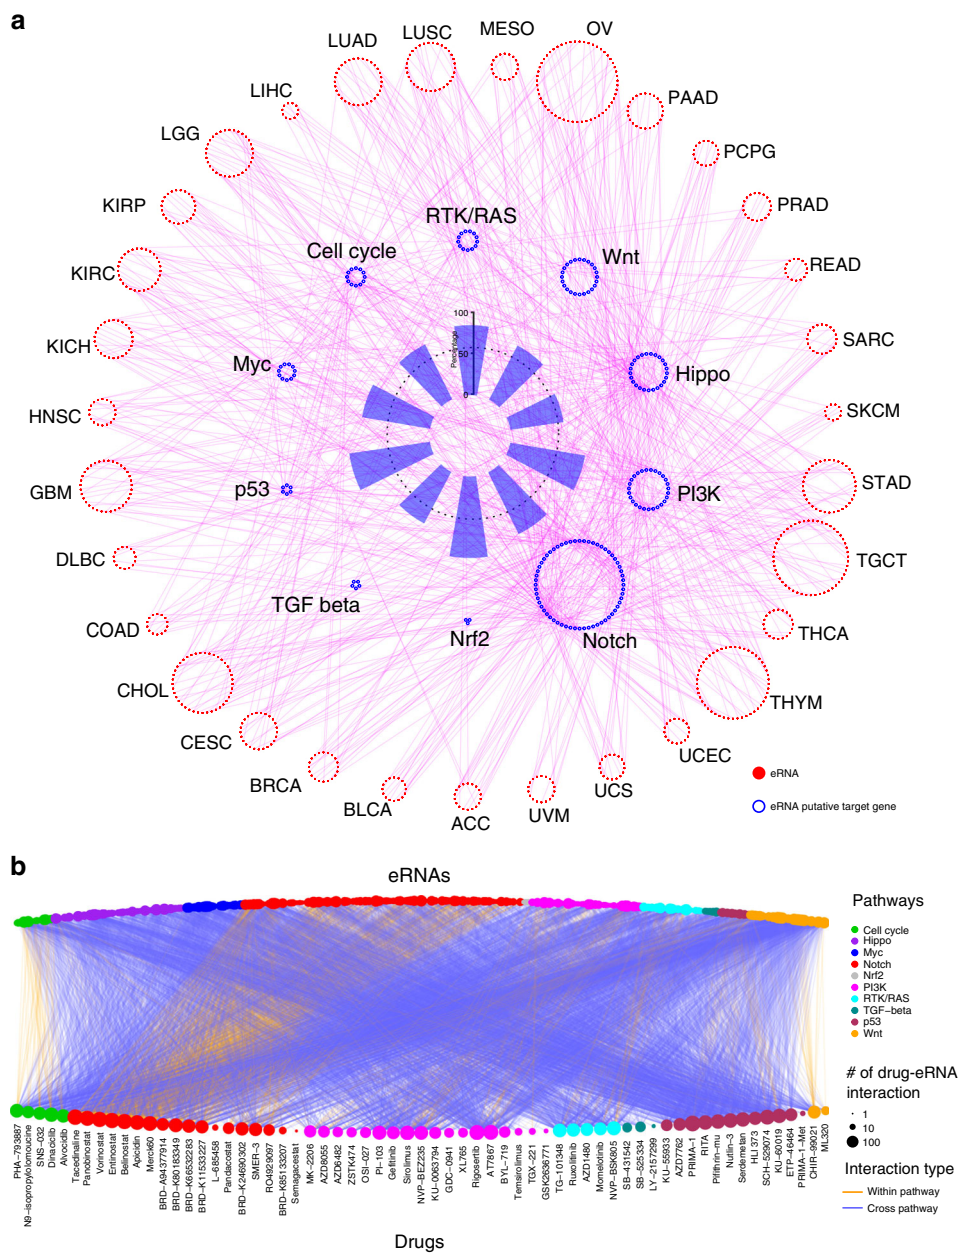 a
LUAD
LUSC
MESO
OV
LIHC
PAAD
LGG
PCPG
KIRP
PRAD
RTK/RAS
Cell cycle
Wnt
KIRC
READ
100
Percentage
50
0
KICH
SARC
Myc
Hippo
HNSC
SKCM
GBM
p53
PI3K
STAD
DLBC
TGCT
TGF beta
COAD
Nrf2
Notch
THCA
CHOL
THYM
CESC
UCEC
BRCA
BLCA
ACC
UVM
UCS
eRNA
eRNA putative target gene
b
eRNAs
Pathways
Cell cycle
Hippo
Myc
Notch
Nrf2
PI3K
RTK/RAS
TGF−beta
p53
Wnt
# of drug-eRNA
interaction
1
10
100
Interaction type
Within pathway
Cross pathway
PHA−793887
N9−isopropylolomoucine
SNS−032
Dinaciclib
Alvocidib
Tacedinaline
Panobinostat
Vorinostat
Entinostat
Belinostat
Apicidin
Merck60
BRD−A94377914
BRD−K80183349
BRD−K66532283
BRD−K11533227
L−685458
Pandacostat
BRD−K24690302
SMER−3
RO4929097
BRD−K85133207
Semagacestat
MK−2206
AZD8055
AZD6482
ZSTK474
OSI−027
PI−103
Gefitinib
Sirolimus
NVP−BEZ235
KU−0063794
GDC−0941
XL765
Rigosertib
AT7867
BYL−719
Temsirolimus
TGX−221
GSK2636771
TG−101348
Ruxolitinib
AZD1480
Momelotinib
NVP−BSK805
SB−431542
SB−525334
LY−2157299
KU−55933
AZD7762
PRIMA−1
RITA
Pifithrin−mu
Nutlin−3
Serdemetan
HLI 373
SCH−529074
KU−60019
ETP−46464
PRIMA−1−Met
CHIR−99021
ML320
Drugs